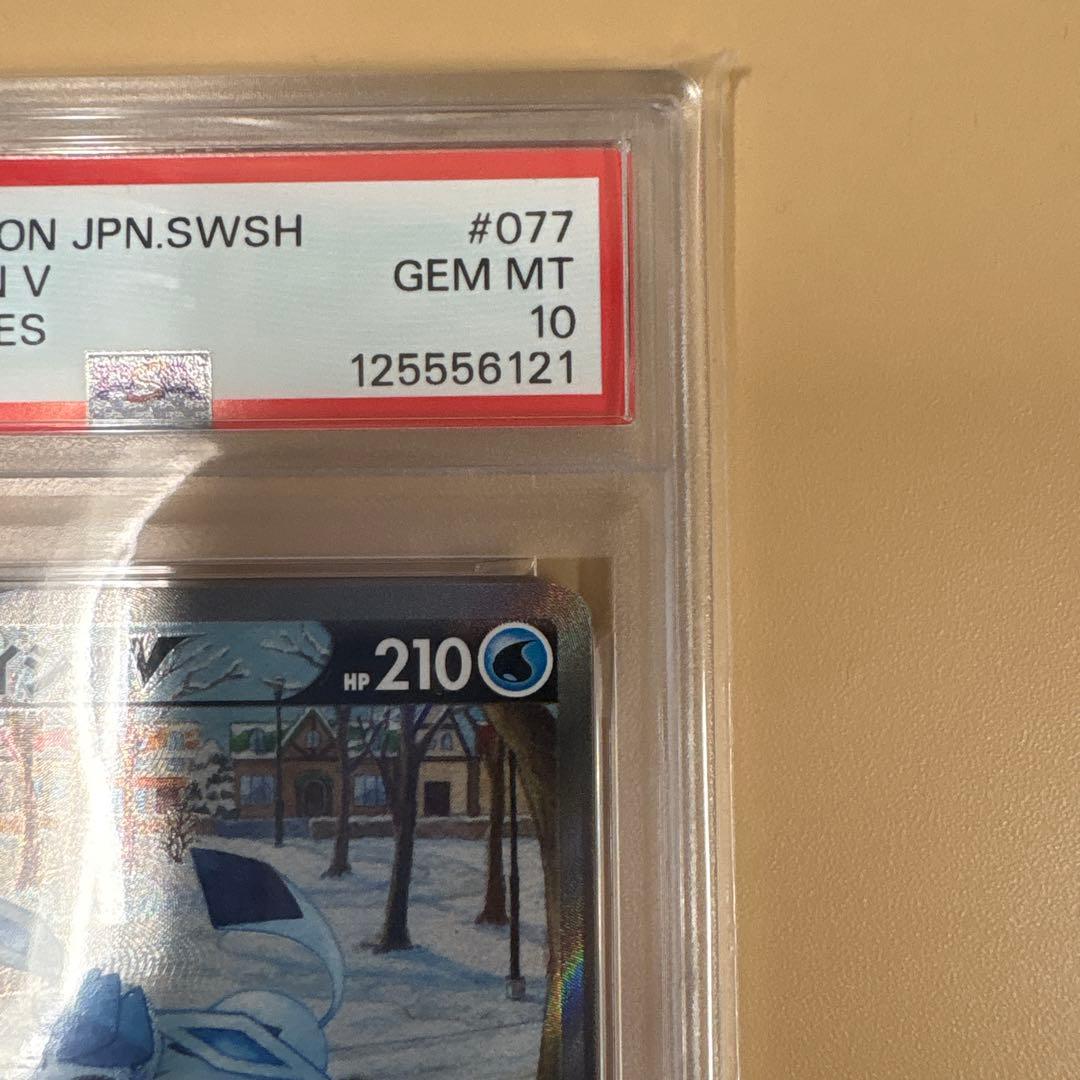 ON JPN.SWSH #077
N V GEM MT
ES 10
125556121
V HP 210